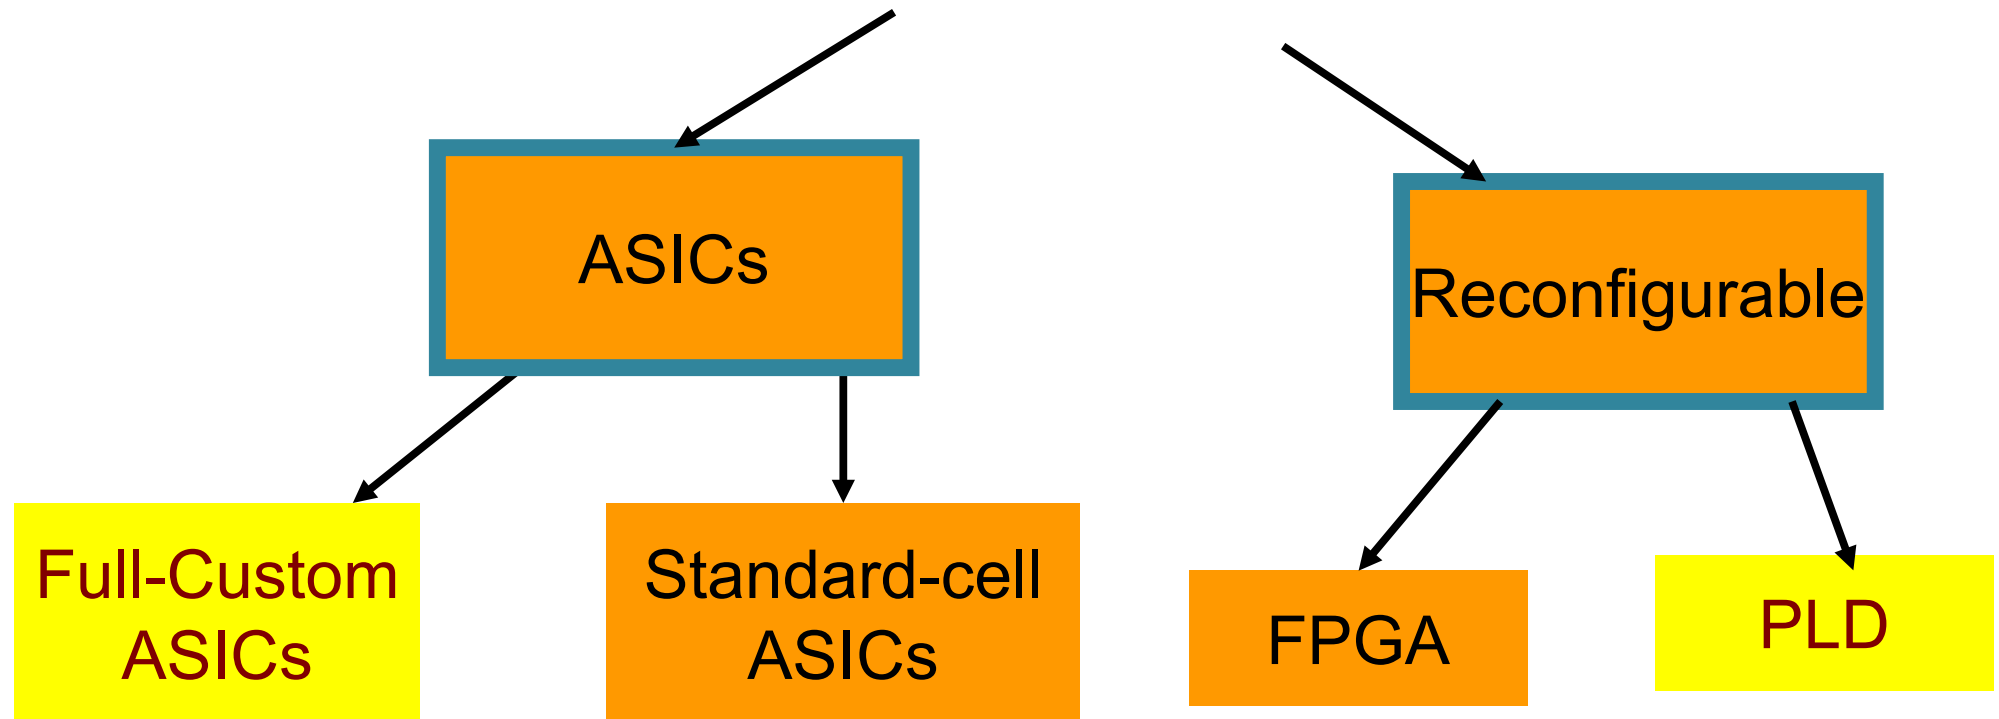 ASICs
Reconfigurable
Full-Custom
ASICs
Standard-cell
ASICs
FPGA
PLD